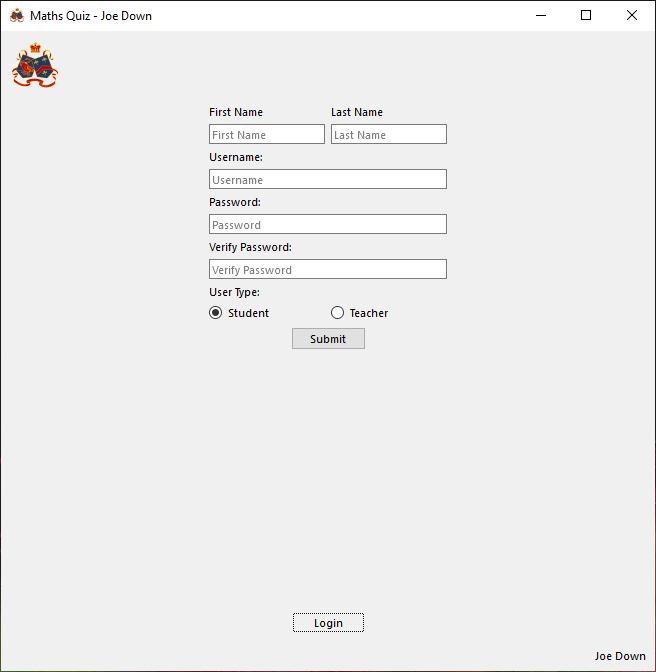 Maths Quiz - Joe Down
First Name Last Name
First Name Last Name
Username:
Username
Password:
Password
Verify Password:
Verify Password
User Type:
Student Teacher
Submit
Login
Joe Down